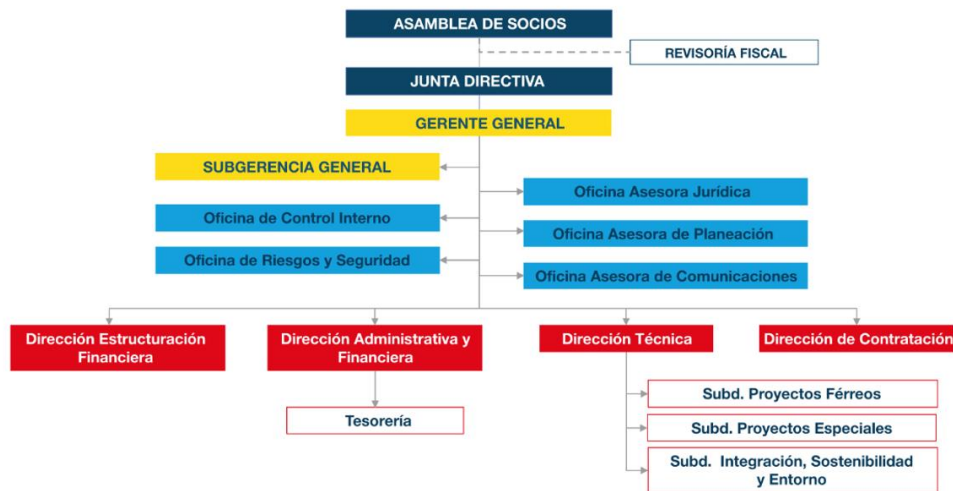 ASAMBLEA DE SOCIOS
REVISORÍA FISCAL
JUNTA DIRECTIVA
GERENTE GENERAL
SUBGERENCIA GENERAL
Oficina Asesora Jurídica
Oficina de Control Interno
Oficina Asesora de Planeación
Oficina de Riesgos y Seguridad
Oficina Asesora de Comunicaciones
Dirección Estructuración
Financiera
Dirección Administrativa y
Financiera
Dirección Técnica
Dirección de Contratación
Tesorería
Subd. Proyectos Férreos
Subd. Proyectos Especiales
Subd. Integración, Sostenibilidad
y Entorno